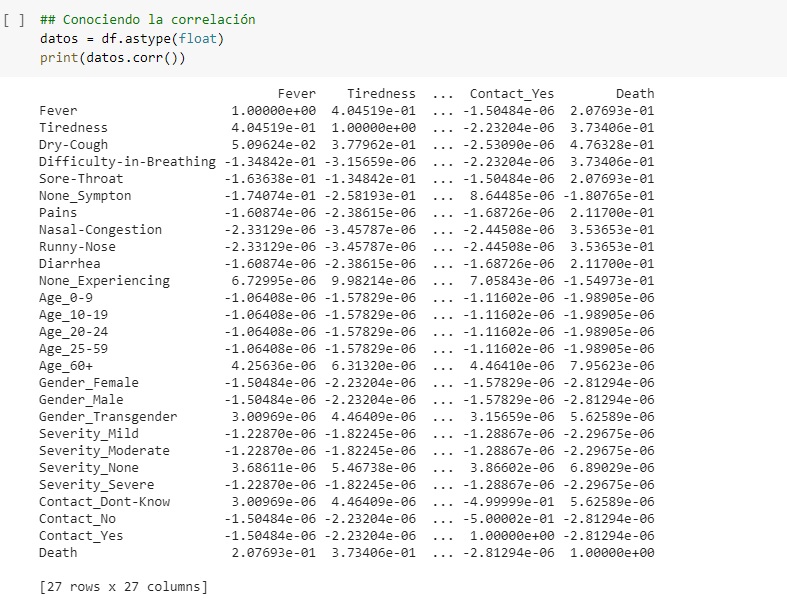 [ ] ## Conociendo la correlación
datos = df.astype(float)
print(datos.corr())
Fever Tiredness ... Contact_Yes Death
Fever 1.00000e+00 4.04519e-01 ... -1.50484e-06 2.07693e-01
Tiredness 4.04519e-01 1.00000e+00 ... -2.23204e-06 3.73406e-01
Dry-Cough 5.09624e-02 3.77962e-01 ... -2.53090e-06 4.76328e-01
Difficulty-in-Breathing -1.34842e-01 -3.15659e-06 ... -2.23204e-06 3.73406e-01
Sore-Throat -1.63638e-01 -1.34842e-01 ... -1.50484e-06 2.07693e-01
None_Sympton -1.74074e-01 -2.58193e-01 ... 8.64485e-06 -1.80765e-01
Pains -1.60874e-06 -2.38615e-06 ... -1.68726e-06 2.11700e-01
Nasal-Congestion -2.33129e-06 -3.45787e-06 ... -2.44508e-06 3.53653e-01
Runny-Nose -2.33129e-06 -3.45787e-06 ... -2.44508e-06 3.53653e-01
Diarrhea -1.60874e-06 -2.38615e-06 ... -1.68726e-06 2.11700e-01
None_Experiencing 6.72995e-06 9.98214e-06 ... 7.05843e-06 -1.54973e-01
Age_0-9 -1.06408e-06 -1.57829e-06 ... -1.11602e-06 -1.98905e-06
Age_10-19 -1.06408e-06 -1.57829e-06 ... -1.11602e-06 -1.98905e-06
Age_20-24 -1.06408e-06 -1.57829e-06 ... -1.11602e-06 -1.98905e-06
Age_25-59 -1.06408e-06 -1.57829e-06 ... -1.11602e-06 -1.98905e-06
Age_60+ 4.25636e-06 6.31320e-06 ... 4.46410e-06 7.95623e-06
Gender_Female -1.50484e-06 -2.23204e-06 ... -1.57829e-06 -2.81294e-06
Gender_Male -1.50484e-06 -2.23204e-06 ... -1.57829e-06 -2.81294e-06
Gender_Transgender 3.00969e-06 4.46409e-06 ... 3.15659e-06 5.62589e-06
Severity_Mild -1.22870e-06 -1.82245e-06 ... -1.28867e-06 -2.29675e-06
Severity_Moderate -1.22870e-06 -1.82245e-06 ... -1.28867e-06 -2.29675e-06
Severity_None 3.68611e-06 5.46738e-06 ... 3.86602e-06 6.89029e-06
Severity_Severe -1.22870e-06 -1.82245e-06 ... -1.28867e-06 -2.29675e-06
Contact_Dont-Know 3.00969e-06 4.46409e-06 ... -4.99999e-01 5.62589e-06
Contact_No -1.50484e-06 -2.23204e-06 ... -5.00002e-01 -2.81294e-06
Contact_Yes -1.50484e-06 -2.23204e-06 ... 1.00000e+00 -2.81294e-06
Death 2.07693e-01 3.73406e-01 ... -2.81294e-06 1.00000e+00
[27 rows x 27 columns]